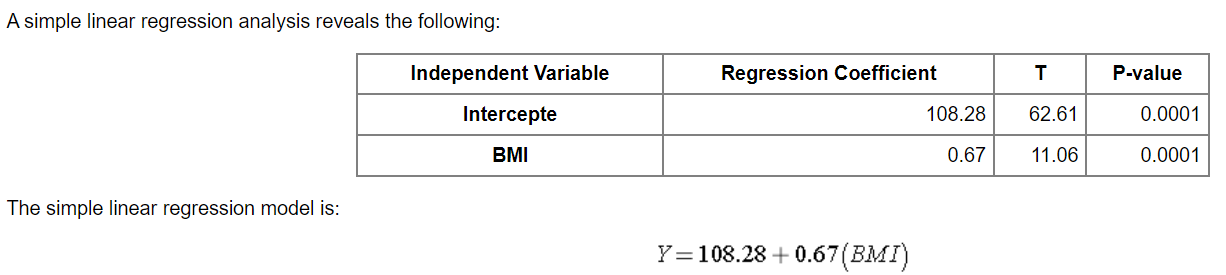 A simple linear regression analysis reveals the following:
Independent Variable Regression Coefficient T P-value
Intercepte 108.28 62.61 0.0001
BMI 0.67 11.06 0.0001
The simple linear regression model is:
Y=108.28+0.67(BMI)